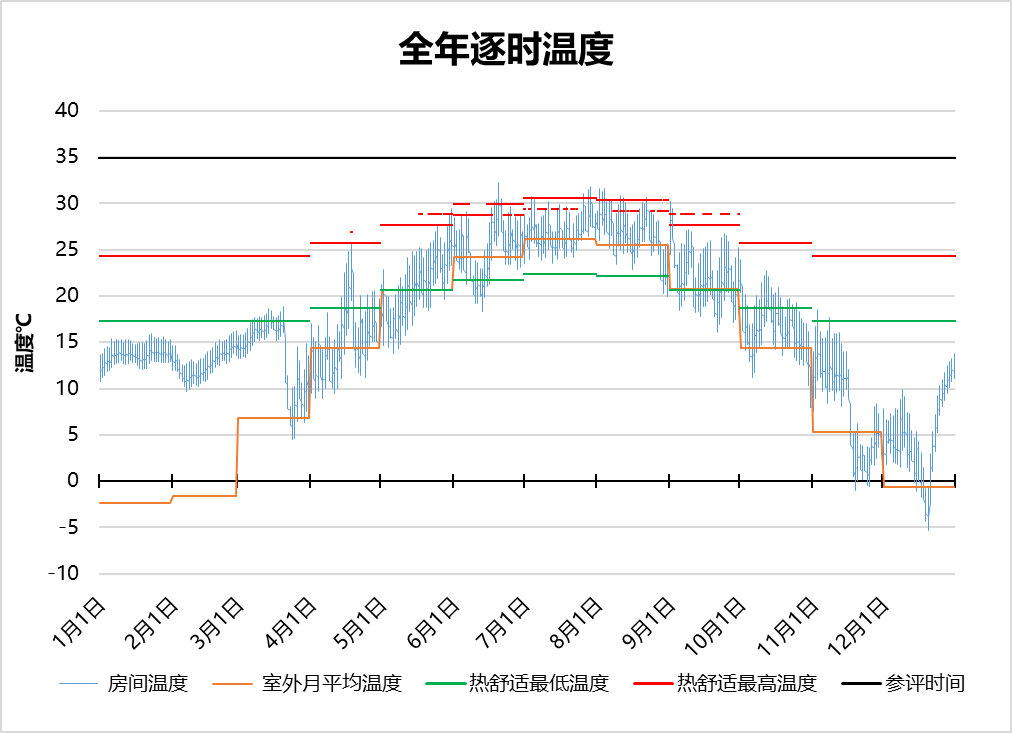 全年逐时温度
温度℃
40
35
30
25
20
15
10
5
0
-5
-10
1月1日
2月1日
3月1日
4月1日
5月1日
6月1日
7月1日
8月1日
9月1日
10月1日
11月1日
12月1日
房间温度 室外月平均温度 热舒适最低温度 热舒适最高温度 参评时间